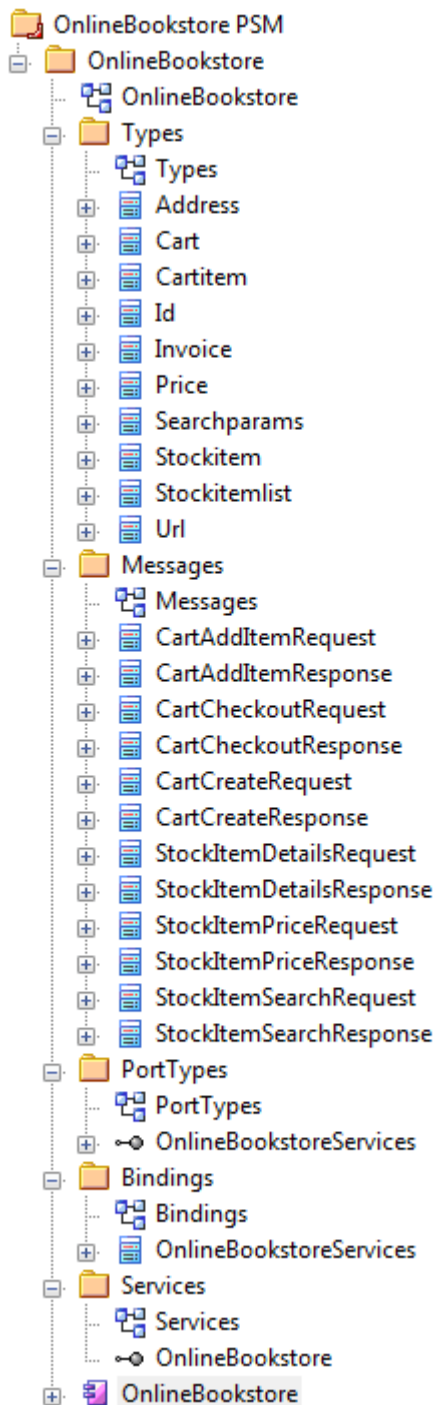 OnlineBookstore PSM
OnlineBookstore
OnlineBookstore
Types
Types
Address
Cart
Cartitem
Id
Invoice
Price
Searchparams
Stockitem
Stockitemlist
Url
Messages
Messages
CartAddItemRequest
CartAddItemResponse
CartCheckoutRequest
CartCheckoutResponse
CartCreateRequest
CartCreateResponse
StockItemDetailsRequest
StockItemDetailsResponse
StockItemPriceRequest
StockItemPriceResponse
StockItemSearchRequest
StockItemSearchResponse
PortTypes
PortTypes
OnlineBookstoreServices
Bindings
Bindings
OnlineBookstoreServices
Services
Services
OnlineBookstore
OnlineBookstore